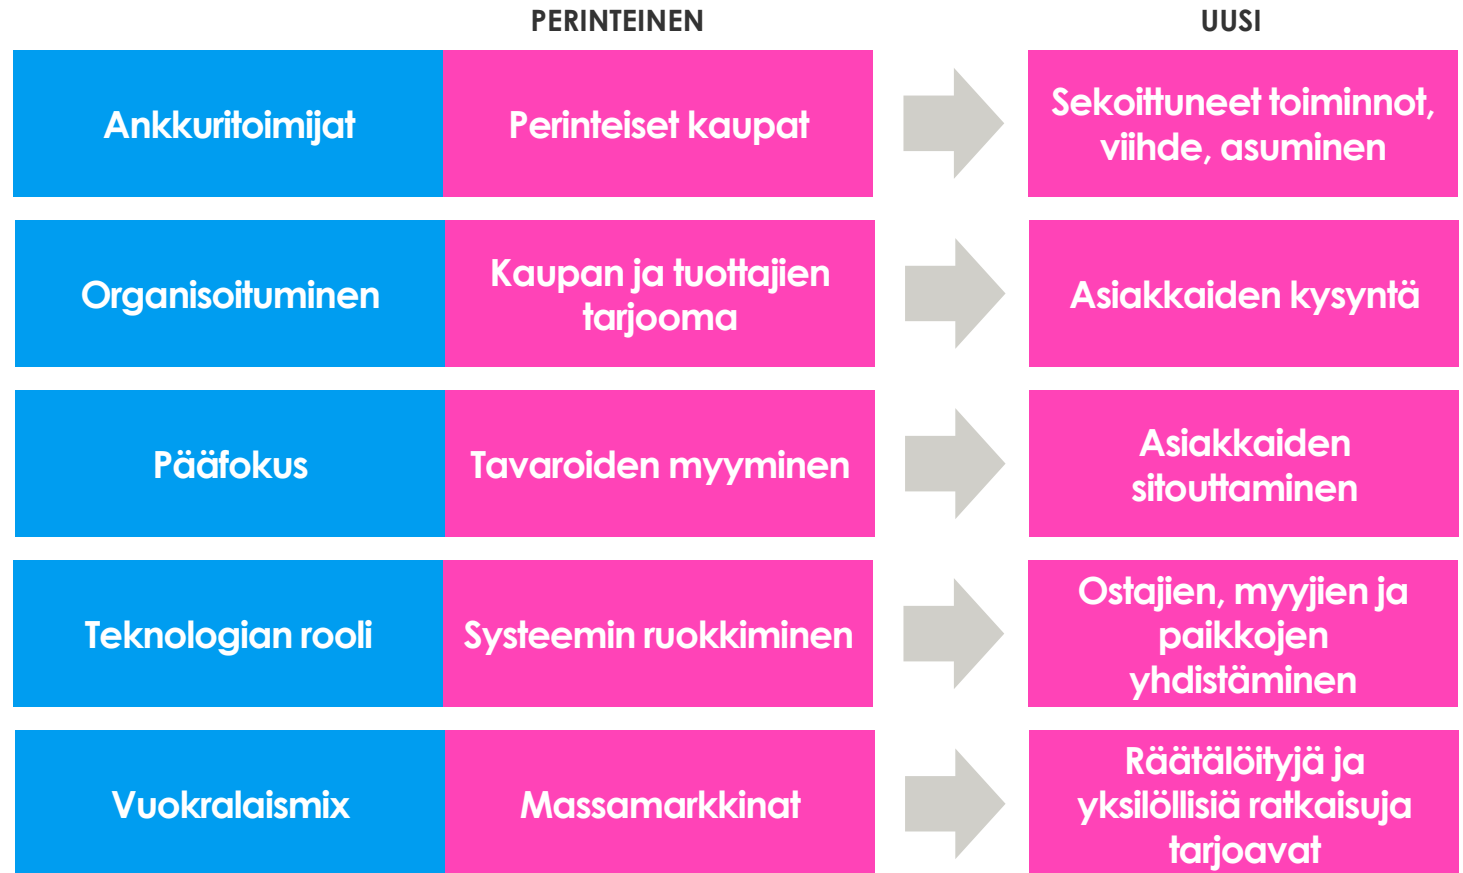 PERINTEINEN
UUSI
Ankkuritoimijat
Perinteiset kaupat
Sekoittuneet toiminnot,
viihde, asuminen
Organisoituminen
Kaupan ja tuottajien
tarjooma
Asiakkaiden kysyntä
Pääfokus
Tavaroiden myyminen
Asiakkaiden
sitouttaminen
Teknologian rooli
Systeemin ruokkiminen
Ostajien, myyjien ja
paikkojen
yhdistäminen
Vuokralaismix
Massamarkkinat
Räätälöityjä ja
yksilöllisiä ratkaisuja
tarjoavat